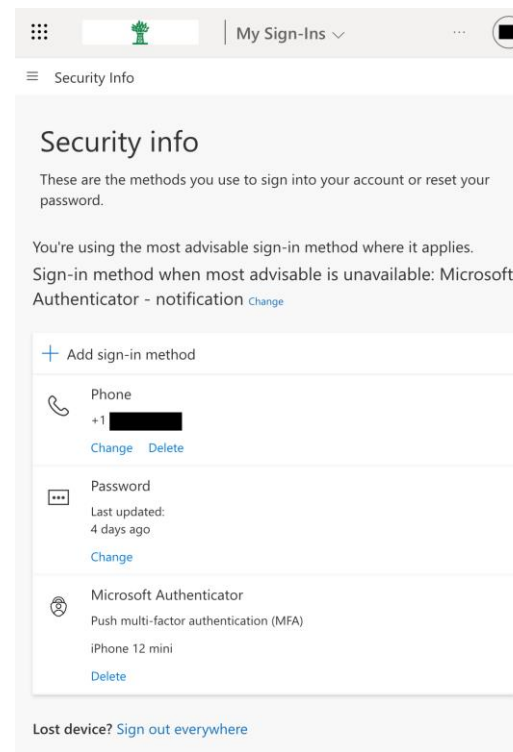 My Sign-Ins
Security Info
Security info
These are the methods you use to sign into your account or reset your
password.
You're using the most advisable sign-in method where it applies.
Sign-in method when most advisable is unavailable: Microsoft
Authenticator - notification Change
+ Add sign-in method
Phone
+1
Change Delete
Password
Last updated:
4 days ago
Change
Microsoft Authenticator
Push multi-factor authentication (MFA)
iPhone 12 mini
Delete
Lost device? Sign out everywhere